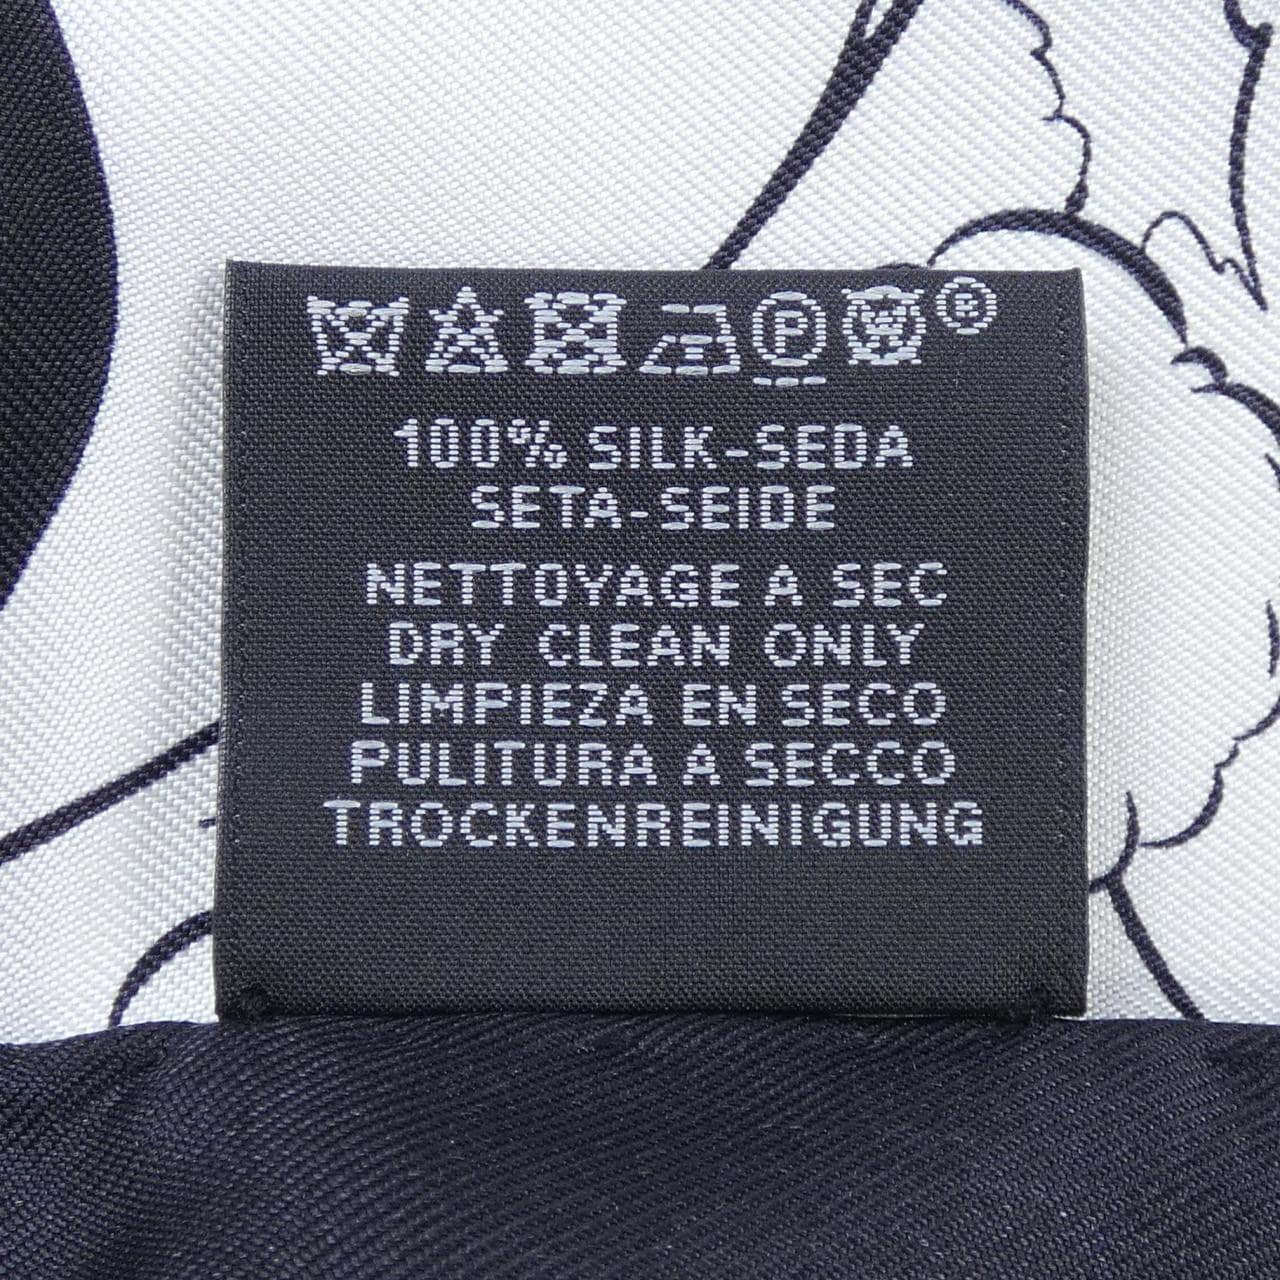 P W ®
100% SILK-SEDA
SETA-SEIDE
NETTOYAGE A SEC
DRY CLEAN ONLY
LIMPIEZA EN SECO
PULITURA A SECCO
TROCKENREINIGUNG